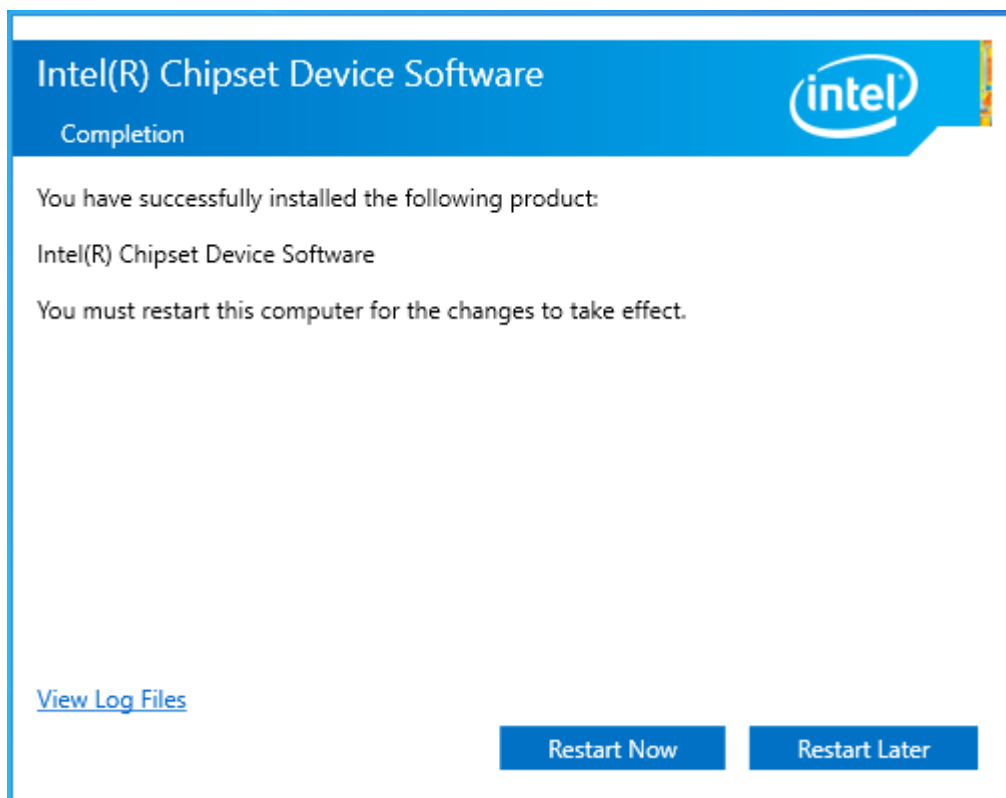 Intel(R) Chipset Device Software
intel
Completion
You have successfully installed the following product:
Intel(R) Chipset Device Software
You must restart this computer for the changes to take effect.
View Log Files
Restart Now
Restart Later